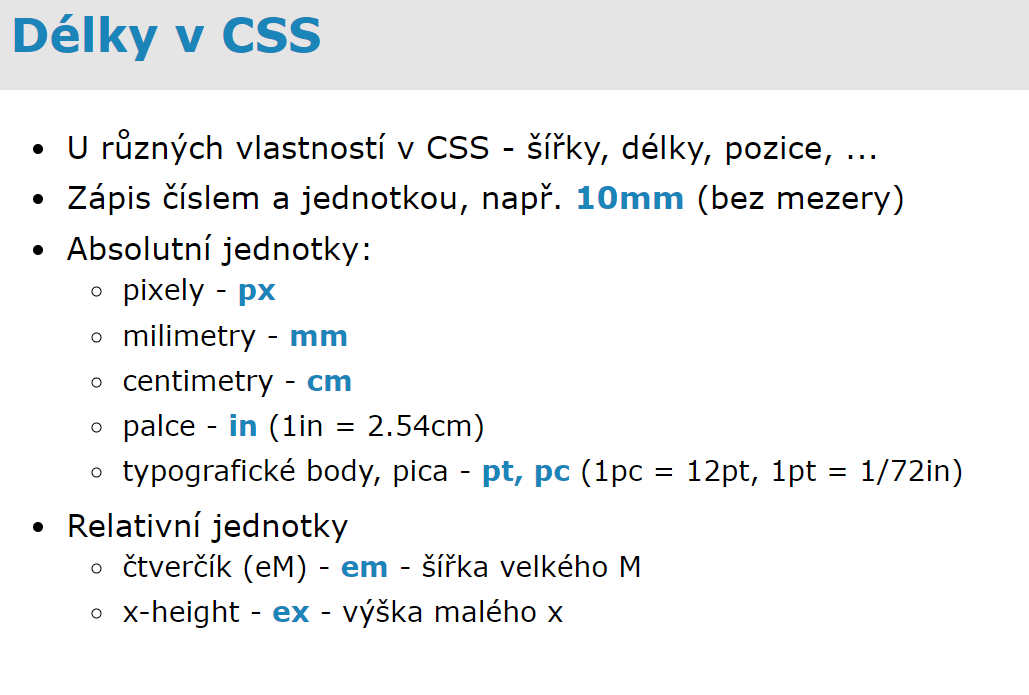 Délky v CSS
• U různých vlastností v CSS - šířky, délky, pozice, ...
• Zápis číslem a jednotkou, např. 10mm (bez mezery)
• Absolutní jednotky:
◦ pixely - px
◦ milimetry - mm
◦ centimetry - cm
◦ palce - in (1in = 2.54cm)
◦ typografické body, pica - pt, pc (1pc = 12pt, 1pt = 1/72in)
• Relativní jednotky
◦ čtverčík (eM) - em - šířka velkého M
◦ x-height - ex - výška malého x